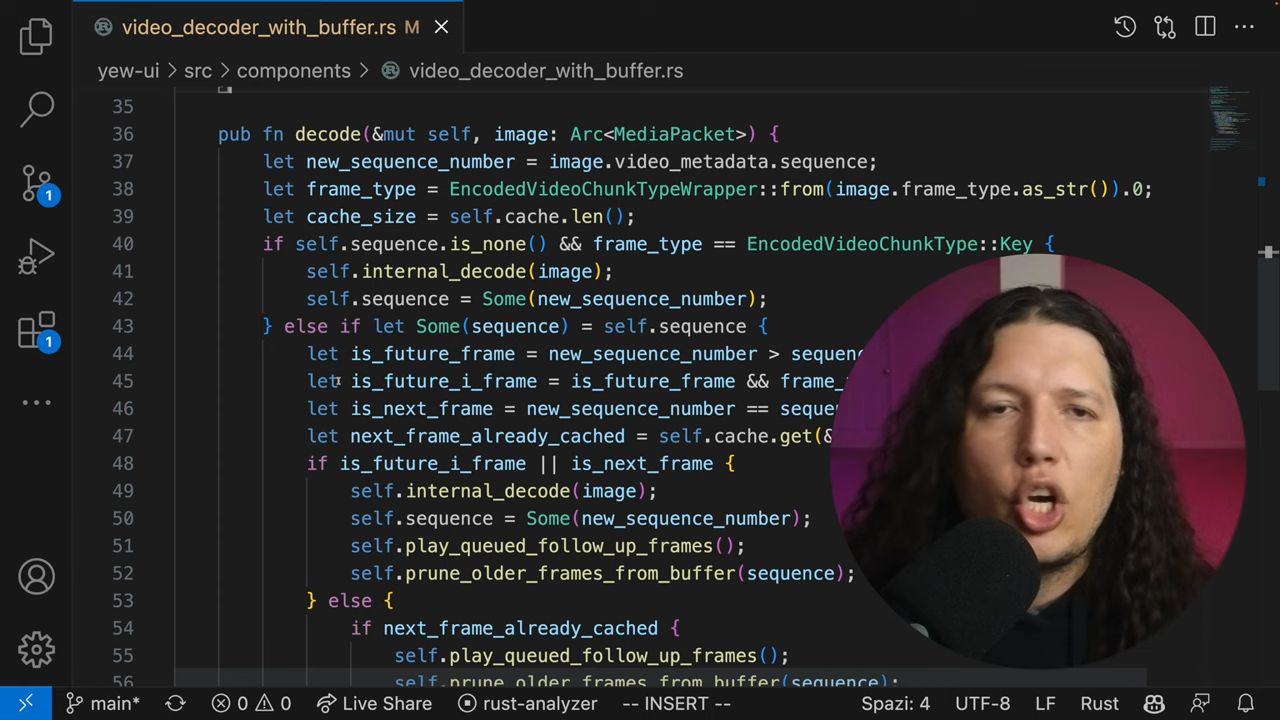 video_decoder_with_buffer.rs M
yew-ui > src > components > video_decoder_with_buffer.rs
35
36 pub fn decode(&mut self, image: Arc<MediaPacket>) {
37 let new_sequence_number = image.video_metadata.sequence;
38 let frame_type = EncodedVideoChunkTypeWrapper::from(image.frame_type.as_str()).0;
39 let cache_size = self.cache.len();
40 if self.sequence.is_none() && frame_type == EncodedVideoChunkType::Key {
41 self.internal_decode(image);
42 self.sequence = Some(new_sequence_number);
43 } else if let Some(sequence) = self.sequence {
44 let is_future_frame = new_sequence_number > sequenc
45 let is_future_i_frame = is_future_frame && frame_
46 let is_next_frame = new_sequence_number == seque
47 let next_frame_already_cached = self.cache.get(&
48 if is_future_i_frame || is_next_frame {
49 self.internal_decode(image);
50 self.sequence = Some(new_sequence_number);
51 self.play_queued_follow_up_frames();
52 self.prune_older_frames_from_buffer(sequence);
53 } else {
54 if next_frame_already_cached {
55 self.play_queued_follow_up_frames();
56 self.prune_older_frames_from_buffer(sequence);
1
1
main* 0 0 Live Share rust-analyzer -- INSERT -- Spazi: 4 UTF-8 LF Rust